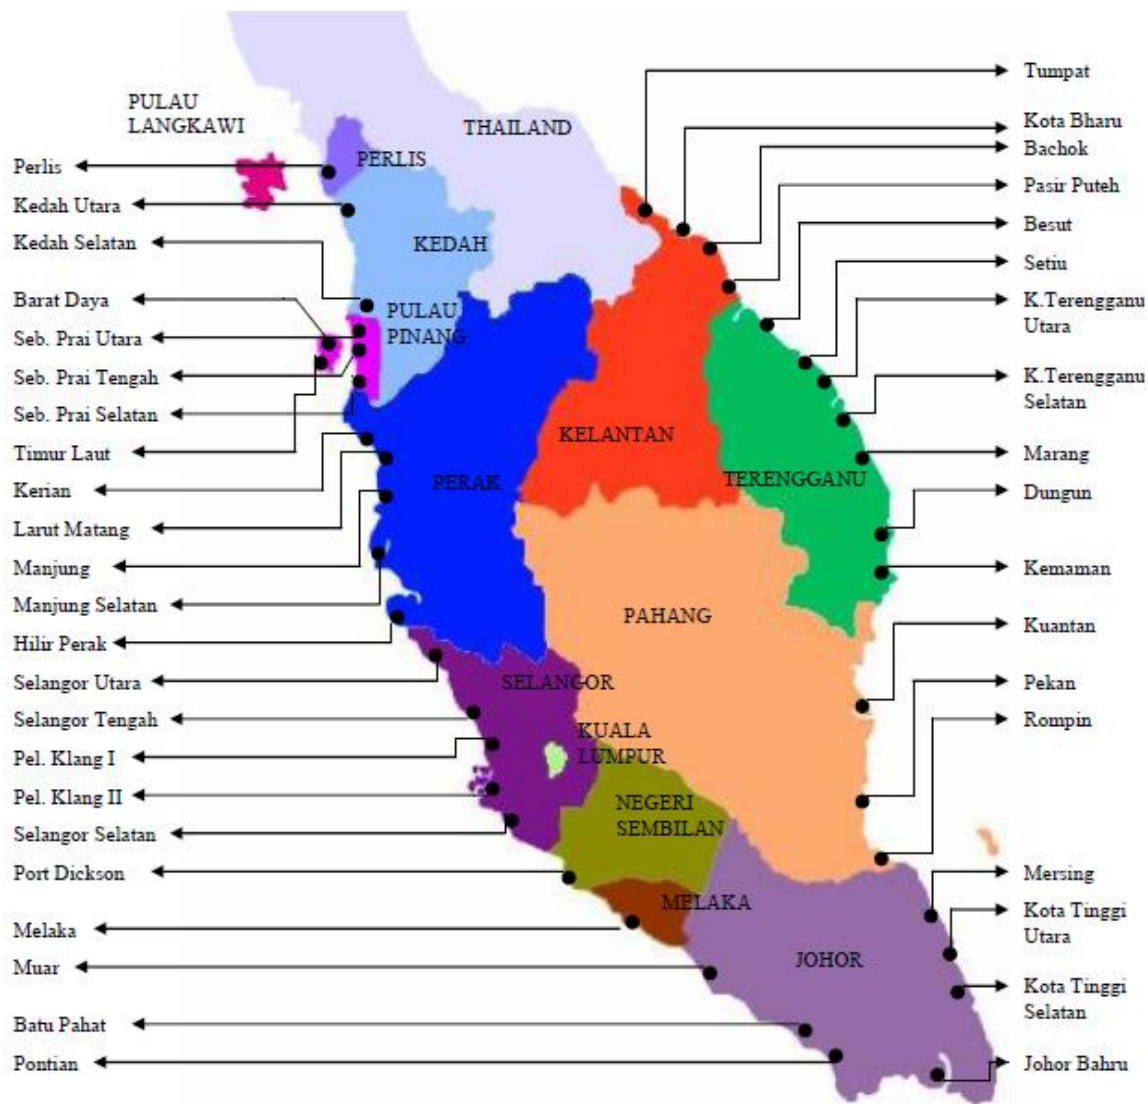 PULAU
LANGKAWI
THAILAND
PERLIS
KEDAH
PULAU
PINANG
KELANTAN
PERAK
TERENGGANU
PAHANG
SELANGOR
KUALA
LUMPUR
NEGERI
SEMBILAN
MELAKA
JOHOR
Perlis
Kedah Utara
Kedah Selatan
Barat Daya
Seb. Prai Utara
Seb. Prai Tengah
Seb. Prai Selatan
Timur Laut
Kerian
Larut Matang
Manjung
Manjung Selatan
Hilir Perak
Selangor Utara
Selangor Tengah
Pel. Klang I
Pel. Klang II
Selangor Selatan
Port Dickson
Melaka
Muar
Batu Pahat
Pontian
Tumpat
Kota Bharu
Bachok
Pasir Puteh
Besut
Setiu
K.Terengganu
Utara
K.Terengganu
Selatan
Marang
Dungun
Kemaman
Kuantan
Pekan
Rompin
Mersing
Kota Tinggi
Utara
Kota Tinggi
Selatan
Johor Bahru